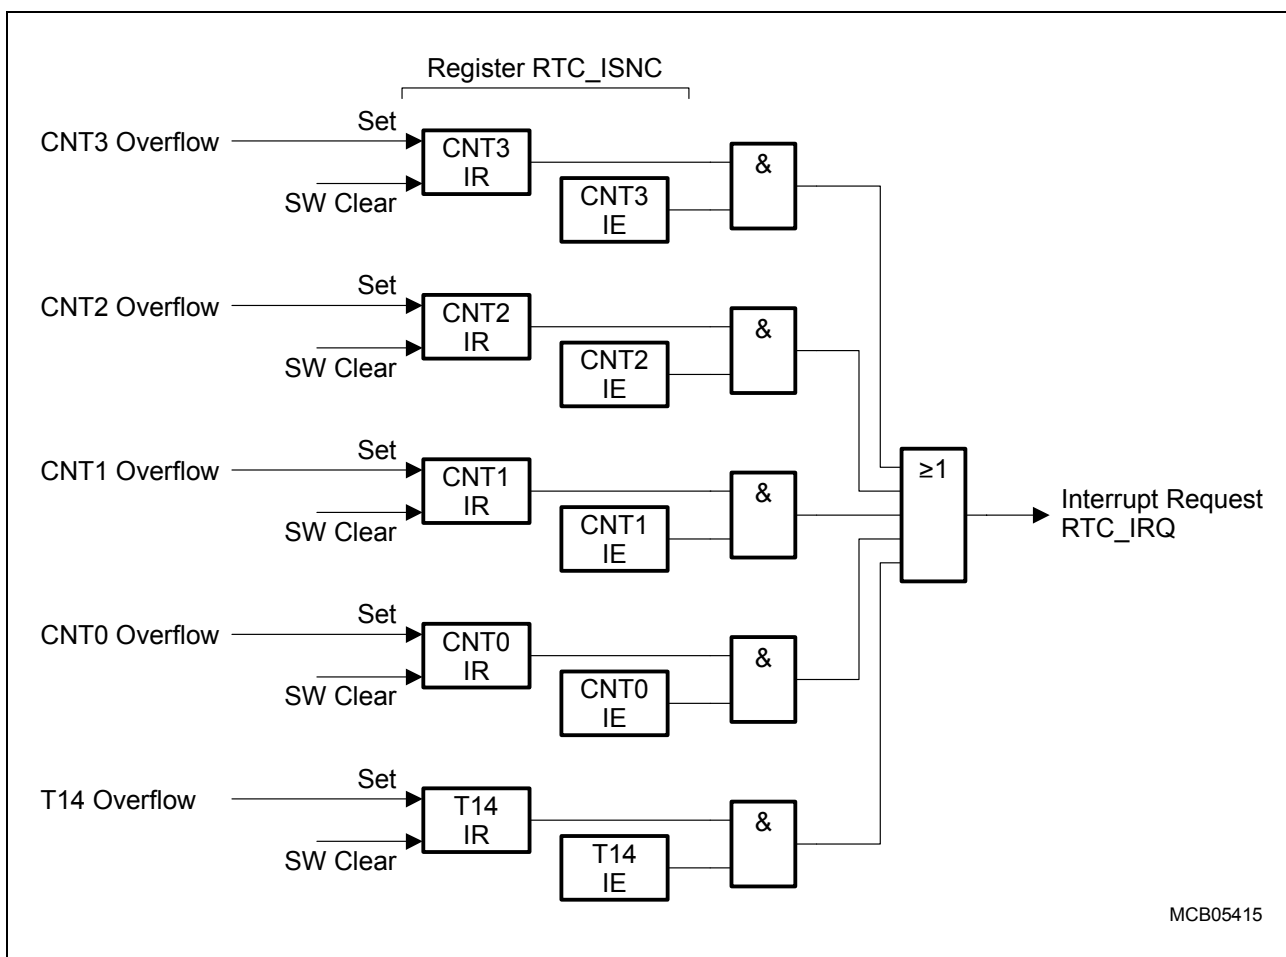 Register RTC_ISNC
CNT3 Overflow
Set
SW Clear
CNT3
IR
CNT3
IE
&
CNT2 Overflow
Set
SW Clear
CNT2
IR
CNT2
IE
&
CNT1 Overflow
Set
SW Clear
CNT1
IR
CNT1
IE
&
≥1
Interrupt Request
RTC_IRQ
CNT0 Overflow
Set
SW Clear
CNT0
IR
CNT0
IE
&
T14 Overflow
Set
SW Clear
T14
IR
T14
IE
&
MCB05415